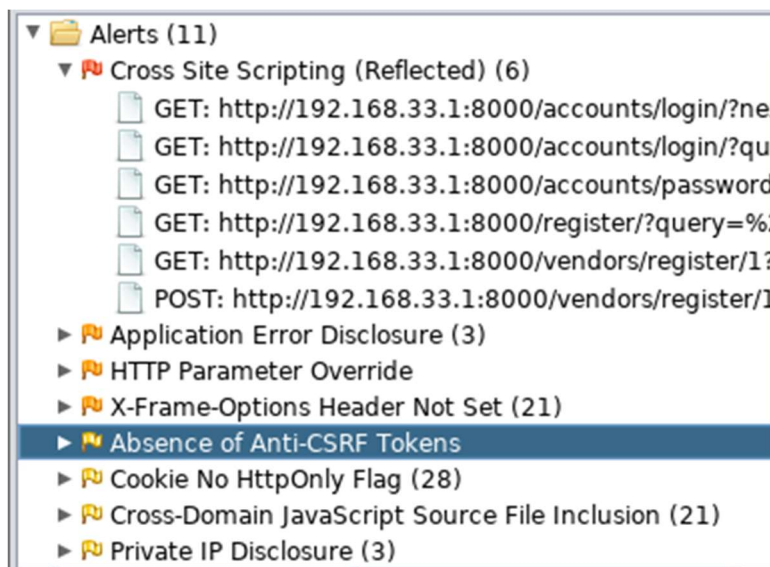 Alerts (11)
Cross Site Scripting (Reflected) (6)
GET: http://192.168.33.1:8000/accounts/login/?ne
GET: http://192.168.33.1:8000/accounts/login/?qu
GET: http://192.168.33.1:8000/accounts/password
GET: http://192.168.33.1:8000/register/?query=%2
GET: http://192.168.33.1:8000/vendors/register/1?
POST: http://192.168.33.1:8000/vendors/register/1
Application Error Disclosure (3)
HTTP Parameter Override
X-Frame-Options Header Not Set (21)
Absence of Anti-CSRF Tokens
Cookie No HttpOnly Flag (28)
Cross-Domain JavaScript Source File Inclusion (21)
Private IP Disclosure (3)